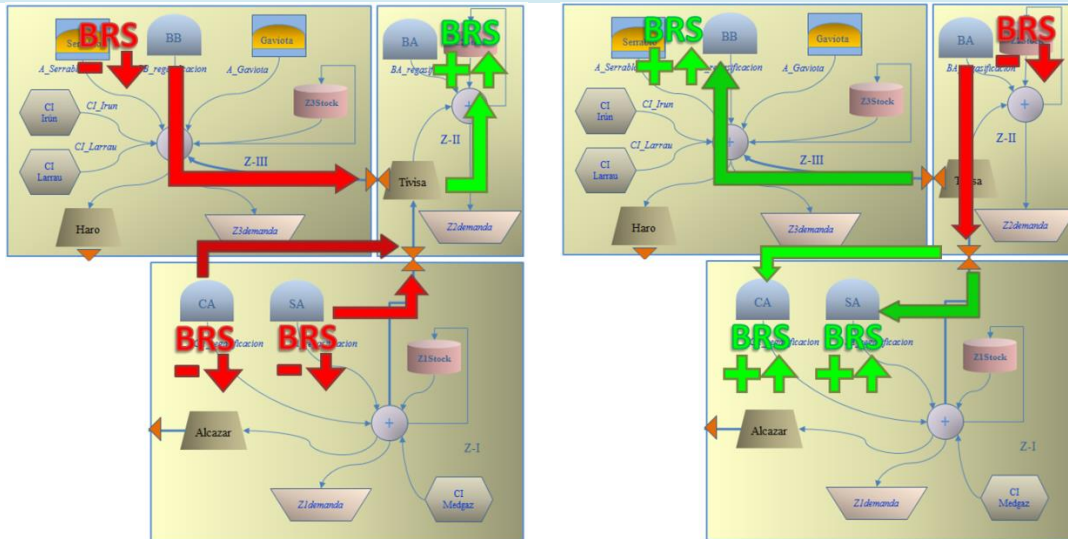 BRS
Serrablo
BB
Gaviota
BA
BRS
A_Serrablo
A_Gaviota
Z3Stock
CI
Irún
CI_Irun
CI_Larrau
CI
Larrau
Z-III
Z-II
Tivisa
Haro
Z3demanda
Z2demanda
CA
SA
BRS
BRS
Z1Stock
Alcazar
Z-I
Z1demanda
CI
Medgaz
BRS
BB
Gaviota
BA
BRS
A_Gaviota
Z3Stock
CI
Irún
CI_Irun
CI_Larrau
CI
Larrau
Z-III
Z-II
Haro
Z3demanda
Z2demanda
CA
SA
BRS
BRS
Z1Stock
Alcazar
Z-I
Z1demanda
CI
Medgaz